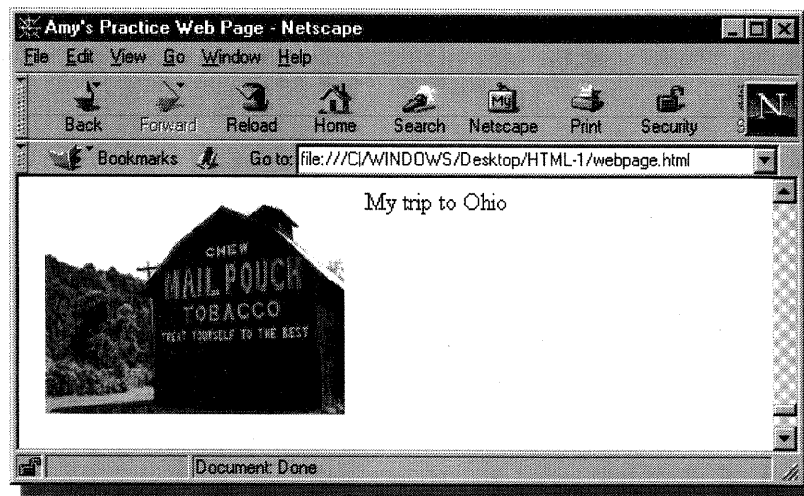 Amy's Practice Web Page - Netscape
File Edit View Go Window Help
Back Forward Reload Home Search Netscape Print Security
Bookmarks Go to: file:///C|/WINDOWS/Desktop/HTML-1/webpage.html
My trip to Ohio
CHEW
MAIL POUCH
TOBACCO
TREAT YOURSELF TO THE BEST
Document: Done